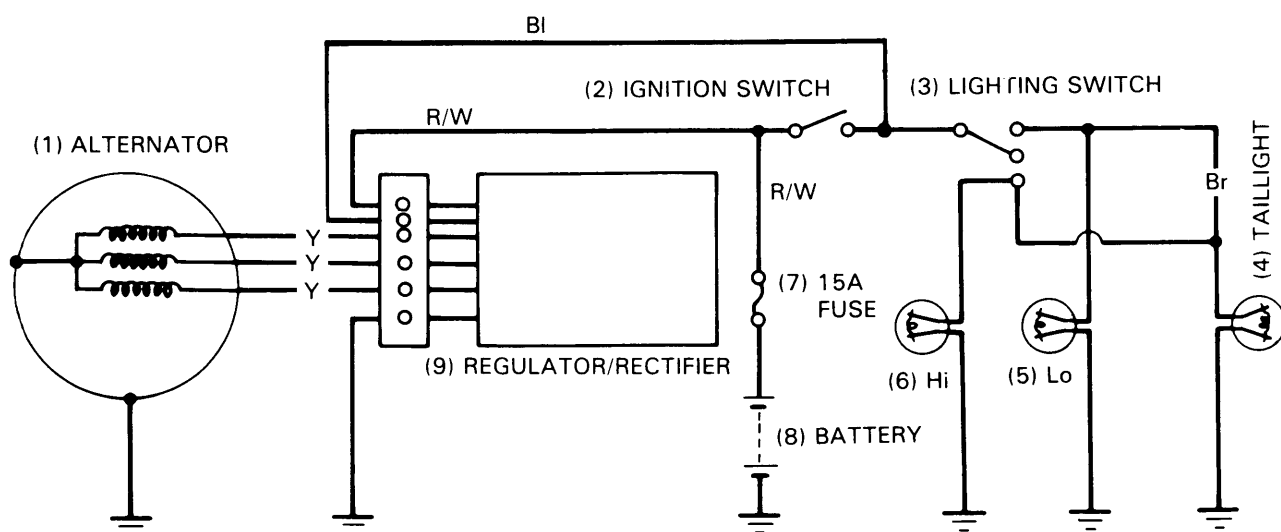 Bl
(2) IGNITION SWITCH
(3) LIGHTING SWITCH
R/W
(1) ALTERNATOR
R/W
Br
(4) TAILLIGHT
Y
Y
Y
(7) 15A
FUSE
(9) REGULATOR/RECTIFIER
(6) Hi
(5) Lo
(8) BATTERY